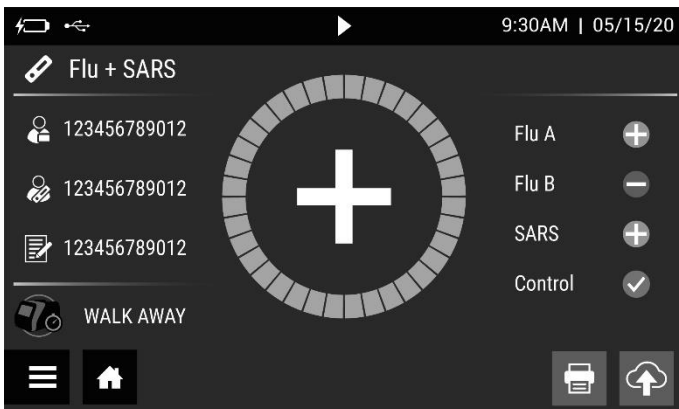 9:30AM | 05/15/20
Flu + SARS
123456789012
123456789012
123456789012
WALK AWAY
Flu A
Flu B
SARS
Control